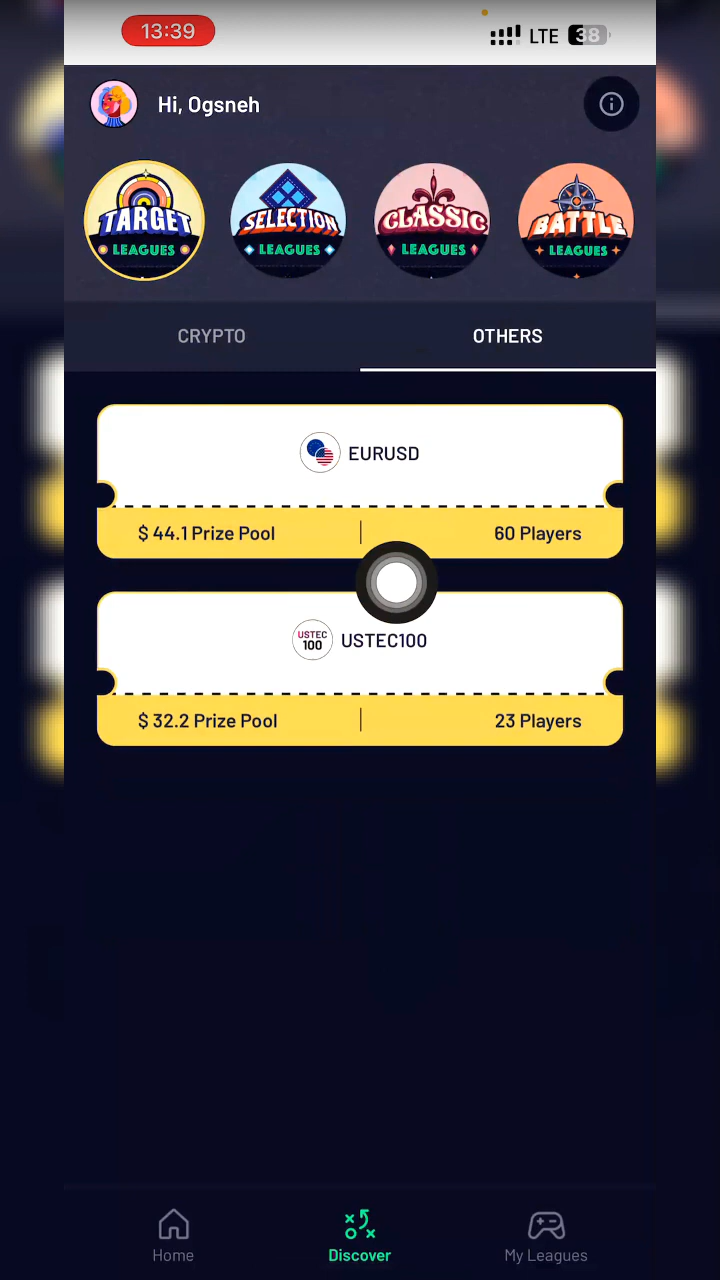 13:39 LTE 38
Hi, Ogsneh
TARGET LEAGUES
SELECTION LEAGUES
CLASSIC LEAGUES
BATTLE LEAGUES
CRYPTO OTHERS
EURUSD
$ 44.1 Prize Pool 60 Players
USTEC 100 USTEC100
$ 32.2 Prize Pool 23 Players
Home Discover My Leagues